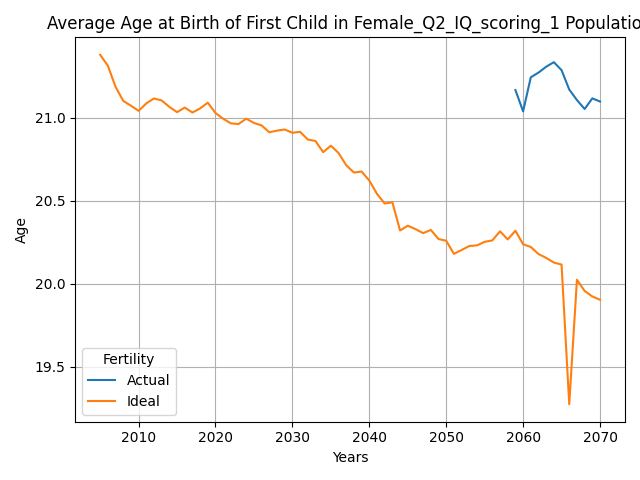 Average Age at Birth of First Child in Female_Q2_IQ_scoring_1 Populatio
Age
21.0
20.5
20.0
19.5
Fertility
Actual
Ideal
2010 2020 2030 2040 2050 2060 2070
Years